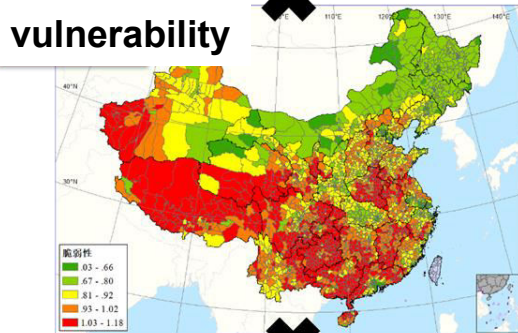 vulnerability
110°E
120°E
130°E
140°E
40°N
30°N
脆弱性
.03 - .66
.67 - .80
.81 - .92
.93 - 1.02
1.03 - 1.18